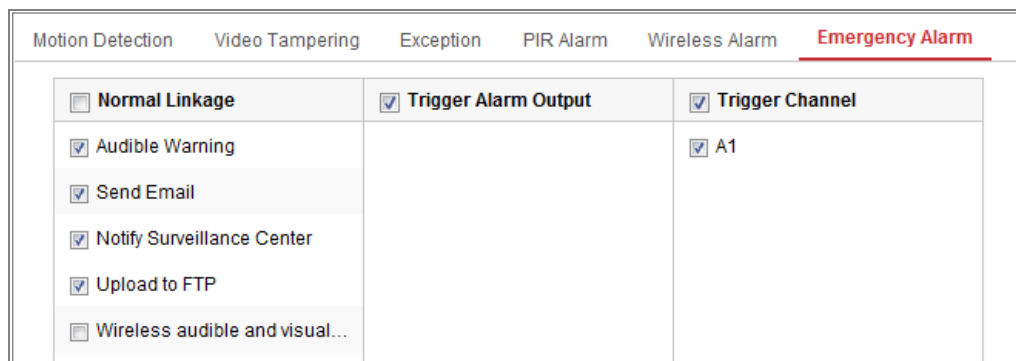 Motion Detection Video Tampering Exception PIR Alarm Wireless Alarm Emergency Alarm
Normal Linkage Trigger Alarm Output Trigger Channel
Audible Warning A1
Send Email
Notify Surveillance Center
Upload to FTP
Wireless audible and visual...